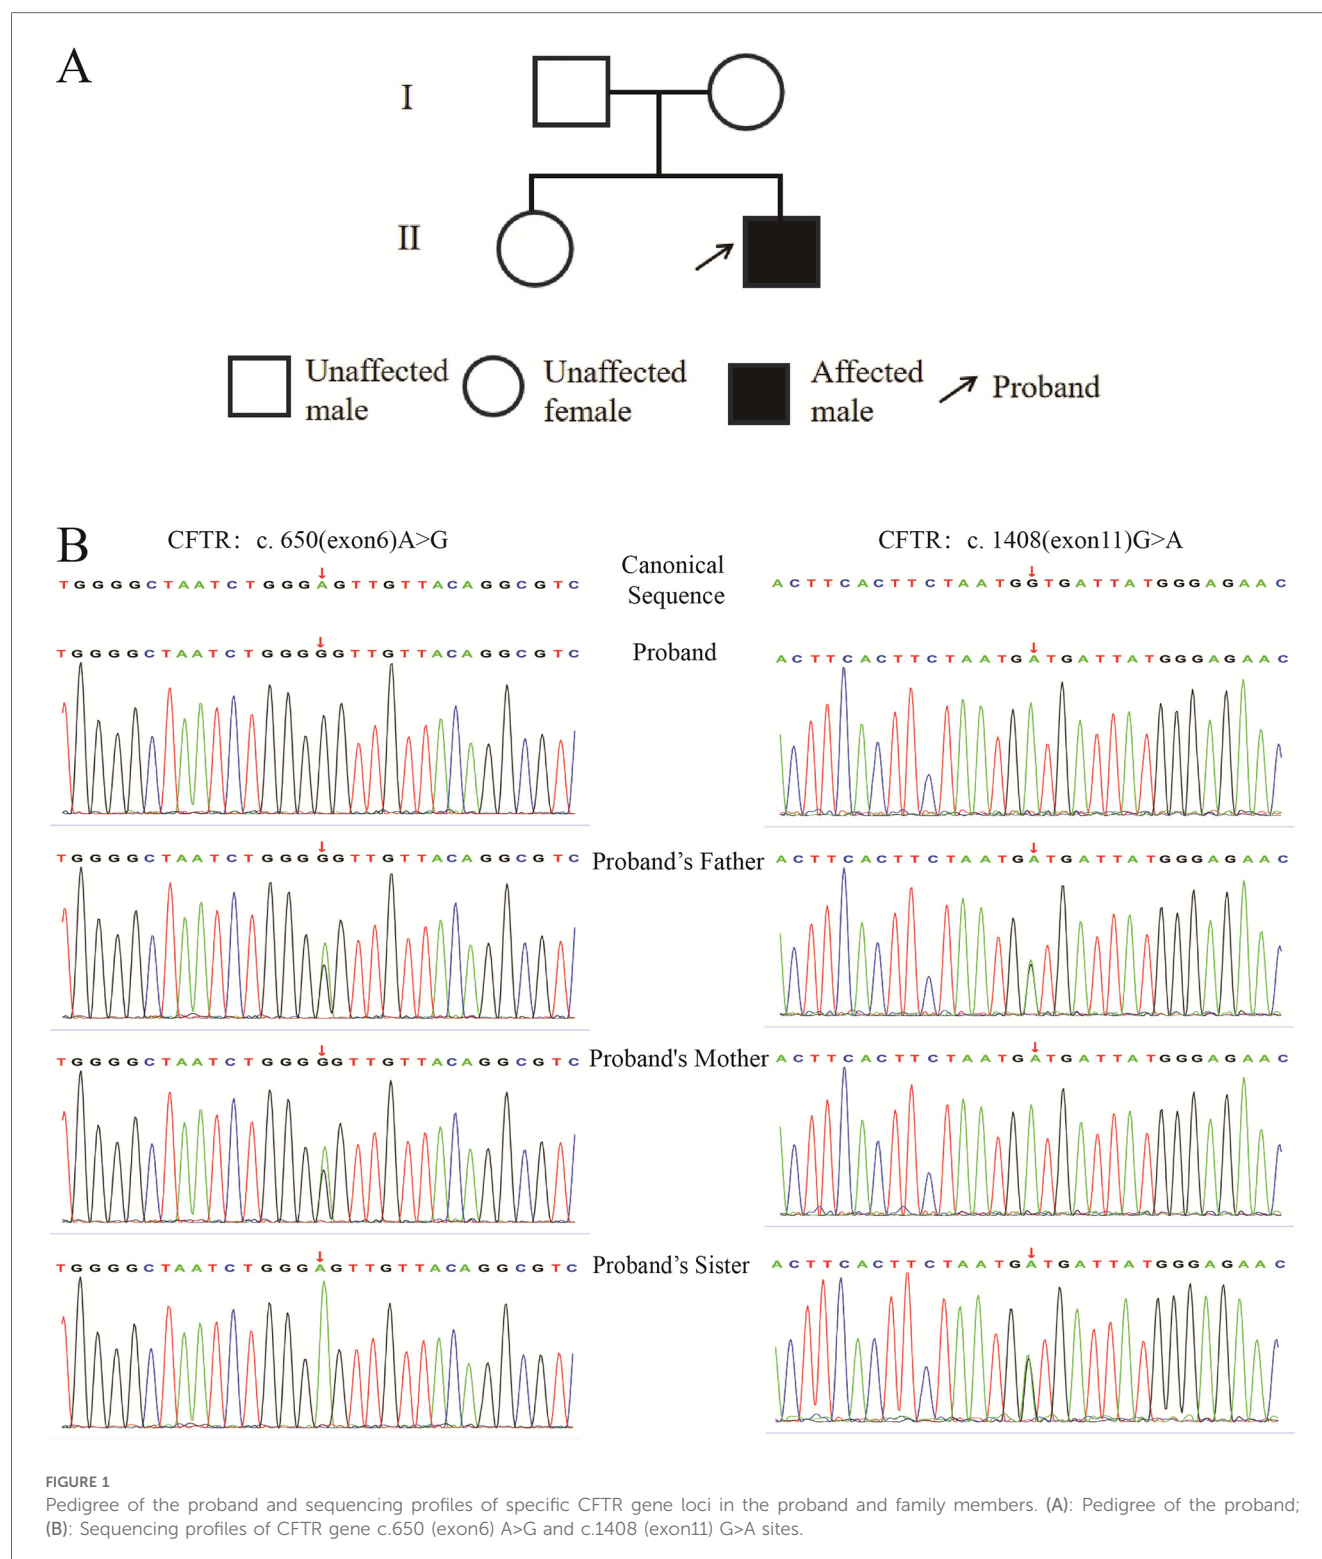 A
I
II
Unaffected male
Unaffected female
Affected male
Proband
B
CFTR: c. 650(exon6)A>G
CFTR: c. 1408(exon11)G>A
Canonical Sequence
TGGGGCTAATCTGGGAGTTGTTACAGGCGTC
ACTTCACTTCTAATGGTGATTATGGGAGAAC
Proband
TGGGGCTAATCTGGGGGTTGTTACAGGCGTC
ACTTCACTTCTAATGATGATTATGGGAGAAC
Proband's Father
TGGGGCTAATCTGGGGGTTGTTACAGGCGTC
ACTTCACTTCTAATGATGATTATGGGAGAAC
Proband's Mother
TGGGGCTAATCTGGGGGTTGTTACAGGCGTC
ACTTCACTTCTAATGATGATTATGGGAGAAC
Proband's Sister
TGGGGCTAATCTGGGAGTTGTTACAGGCGTC
ACTTCACTTCTAATGATGATTATGGGAGAAC
FIGURE 1
Pedigree of the proband and sequencing profiles of specific CFTR gene loci in the proband and family members. (A): Pedigree of the proband;
(B): Sequencing profiles of CFTR gene c.650 (exon6) A>G and c.1408 (exon11) G>A sites.